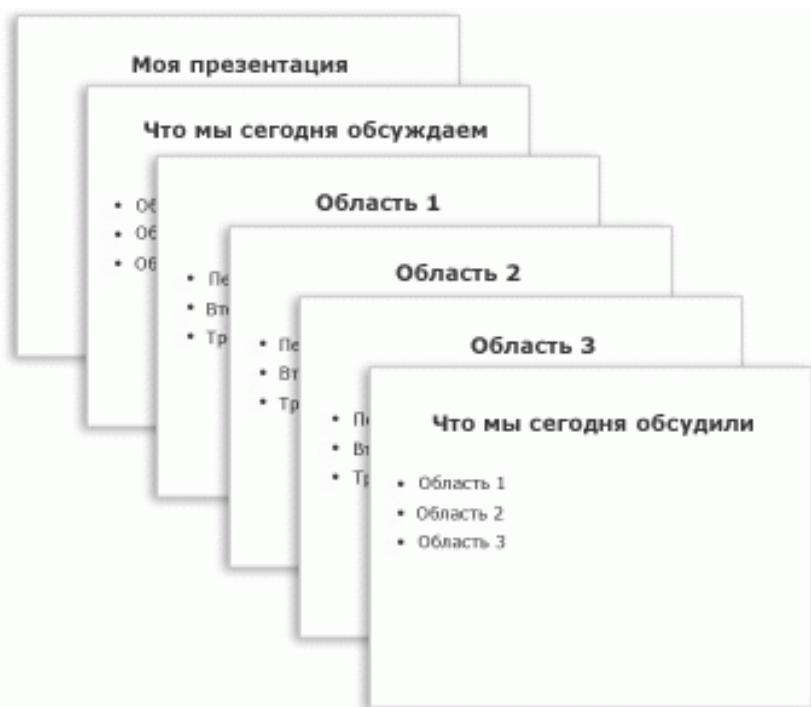 Моя презентация
Что мы сегодня обсуждаем
Область 1
Область 2
Область 3
Что мы сегодня обсудили
• Область 1
• Область 2
• Область 3